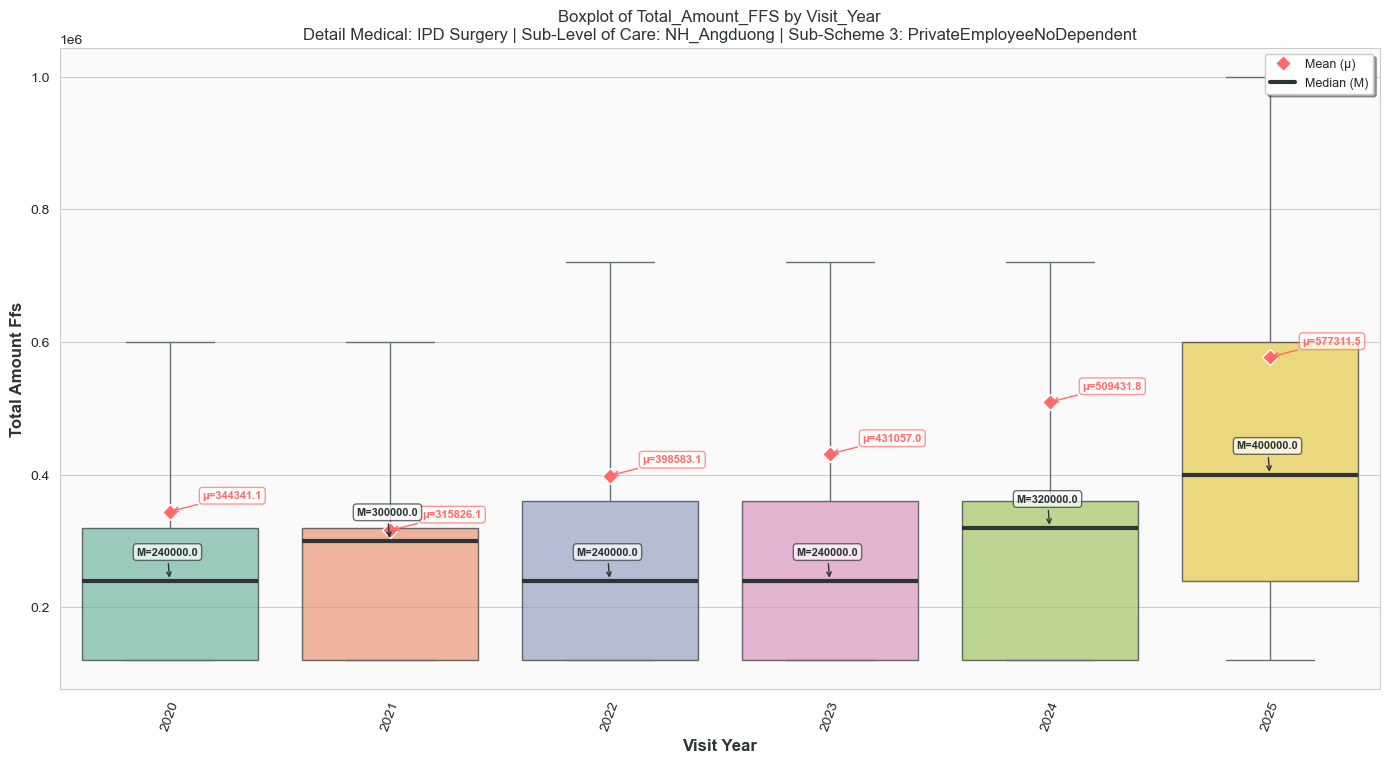 Boxplot of Total_Amount_FFS by Visit_Year
Detail Medical: IPD Surgery | Sub-Level of Care: NH_Angduong | Sub-Scheme 3: PrivateEmployeeNoDependent
1e6
Mean (μ)
Median (M)
1.0
0.8
0.6
0.4
0.2
Total Amount Ffs
μ=344341.1
M=240000.0
M=300000.0
μ=315826.1
μ=398583.1
M=240000.0
μ=431057.0
M=240000.0
μ=509431.8
M=320000.0
μ=577311.5
M=400000.0
2020
2021
2022
2023
2024
2025
Visit Year